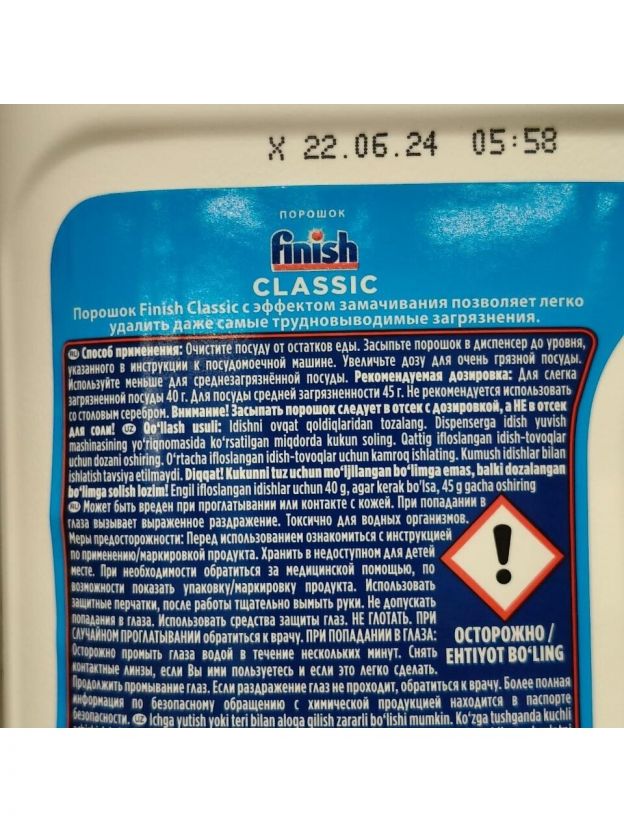 X 22.06.24 05:58
ПОРОШОК
finish
CLASSIC
Порошок Finish Classic с эффектом замачивания позволяет легко
удалить даже самые трудновыводимые загрязнения.
RU Способ применения: Очистите посуду от остатков еды. Засыпьте порошок в диспенсер до уровня,
указанного в инструкции к посудомоечной машине. Увеличьте дозу для очень грязной посуды.
Используйте меньше для среднезагрязнённой посуды. Рекомендуемая дозировка: Для слегка
загрязненной посуды 40 г. Для посуды средней загрязненности 45 г. Не рекомендуется использовать
со столовым серебром. Внимание! Засыпать порошок следует в отсек с дозировкой, а НЕ в отсек
для соли! UZ Qo'llash usuli: Idishni ovqat qoldiqlaridan tozalang. Dispenserga idish yuvish
mashinasining yo'riqnomasida ko'rsatilgan miqdorda kukun soling. Qattig ifloslangan idish-tovoqlar
uchun dozani oshiring. O'rtacha ifloslangan idish-tovoqlar uchun kamroq ishlating. Kumush idishlar bilan
ishlatish tavsiya etilmaydi. Diqqat! Kukunni tuz uchun mo'ljllangan bo'limga emas, balki dozalangan
bo'limga solish lozim! Engil ifloslangan idishlar uchun 40 g, agar kerak bo'lsa, 45 g gacha oshiring
RU Может быть вреден при проглатывании или контакте с кожей. При попадании в
глаза вызывает выраженное раздражение. Токсично для водных организмов.
Меры предосторожности: Перед использованием ознакомиться с инструкцией
по применению/маркировкой продукта. Хранить в недоступном для детей
месте. При необходимости обратиться за медицинской помощью, по
возможности показать упаковку/маркировку продукта. Использовать
защитные перчатки, после работы тщательно вымыть руки. Не допускать
попадания в глаза. Использовать средства защиты глаз. НЕ ГЛОТАТЬ. ПРИ
СЛУЧАЙНОМ ПРОГЛАТЫВАНИИ обратиться к врачу. ПРИ ПОПАДАНИИ В ГЛАЗА:
Осторожно промыть глаза водой в течение нескольких минут. Снять
контактные линзы, если Вы ими пользуетесь и если это легко сделать.
ОСТОРОЖНО /
EHTIYOT BO'LING
Продолжить промывание глаз. Если раздражение глаз не проходит, обратиться к врачу. Более полная
информация по безопасному обращению с химической продукцией находится в паспорте
безопасности. UZ Ichga yutish yoki teri bilan aloqa qilish zararli bo'lishi mumkin. Ko'zga tushganda kuchli